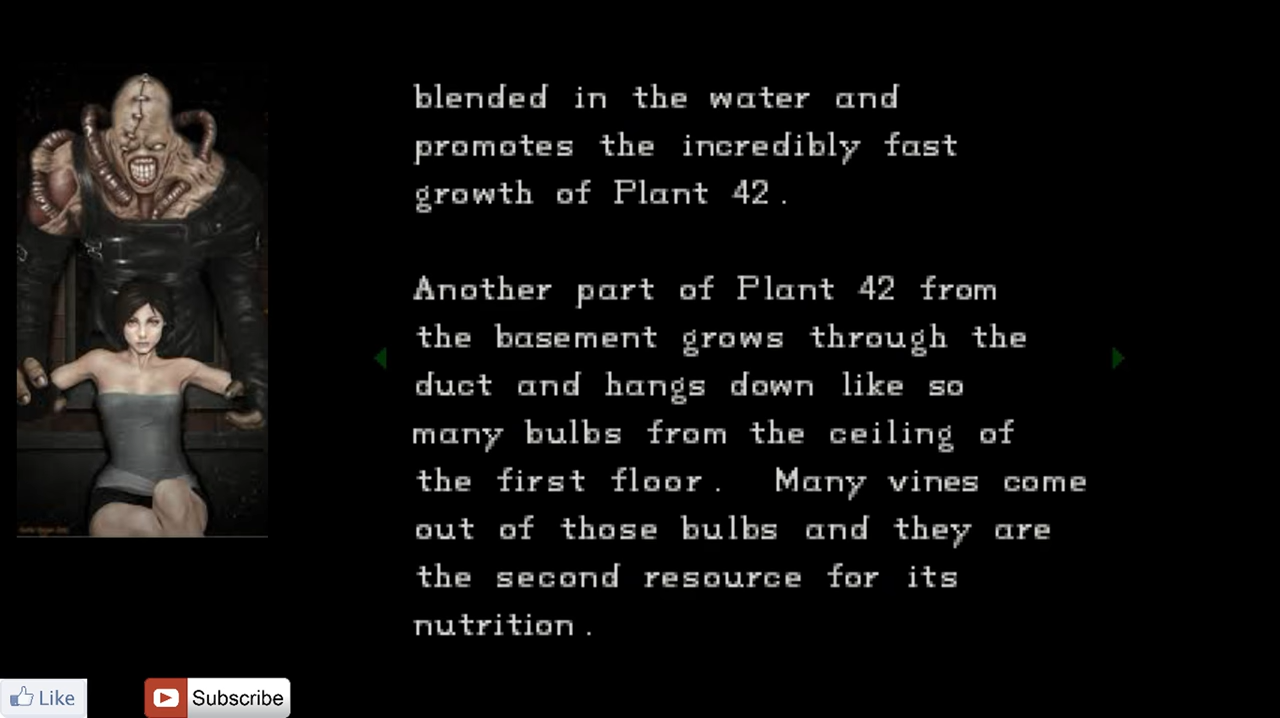 blended in the water and
promotes the incredibly fast
growth of Plant 42.
Another part of Plant 42 from
the basement grows through the
duct and hangs down like so
many bulbs from the ceiling of
the first floor. Many vines come
out of those bulbs and they are
the second resource for its
nutrition.
Like
Subscribe